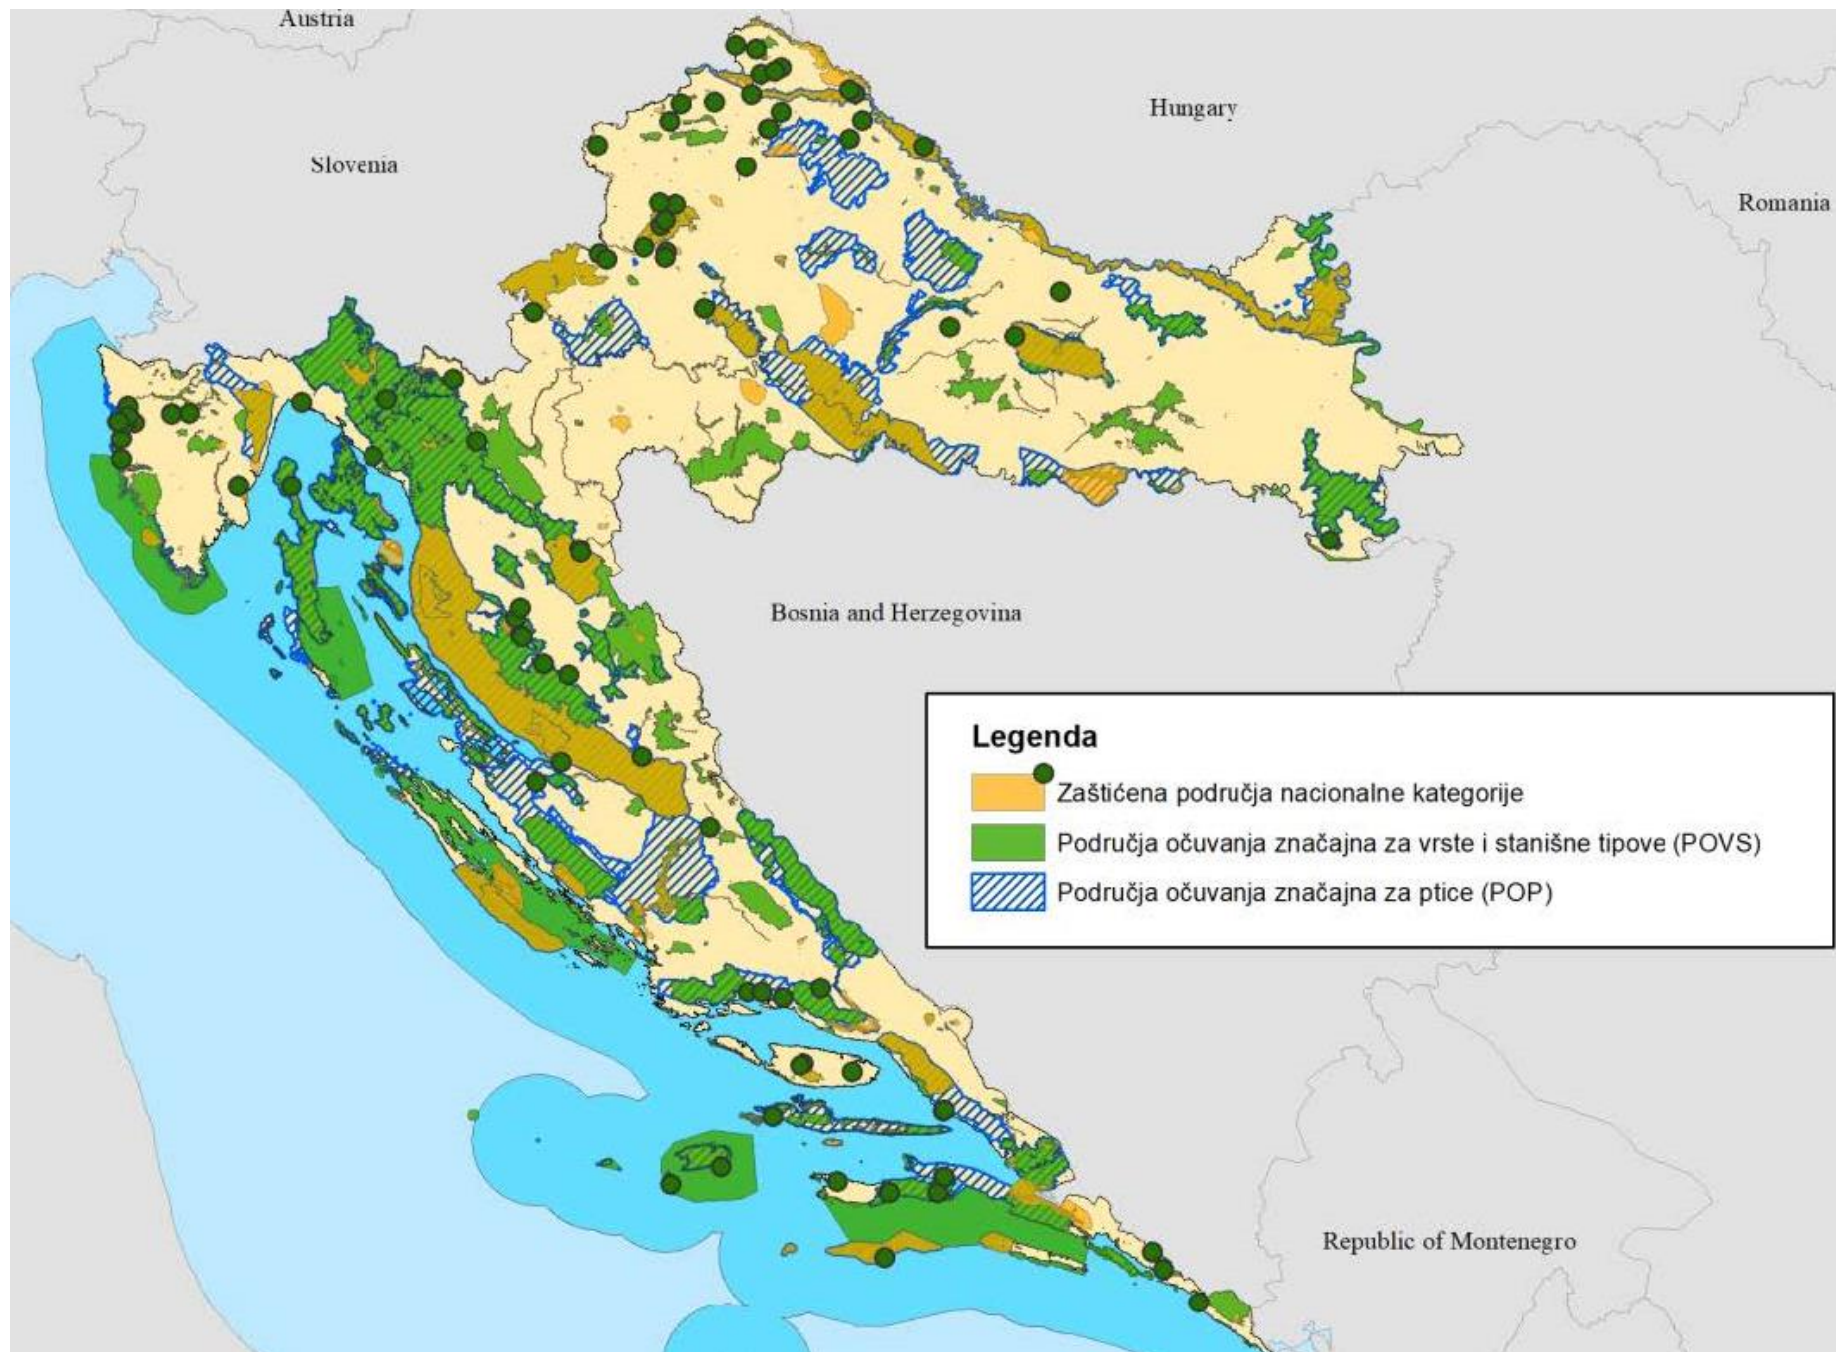 Austria
Hungary
Slovenia
Romania
Bosnia and Herzegovina
Legenda
Zaštićena područja nacionalne kategorije
Područja očuvanja značajna za vrste i stanišne tipove (POVS)
Područja očuvanja značajna za ptice (POP)
Republic of Montenegro